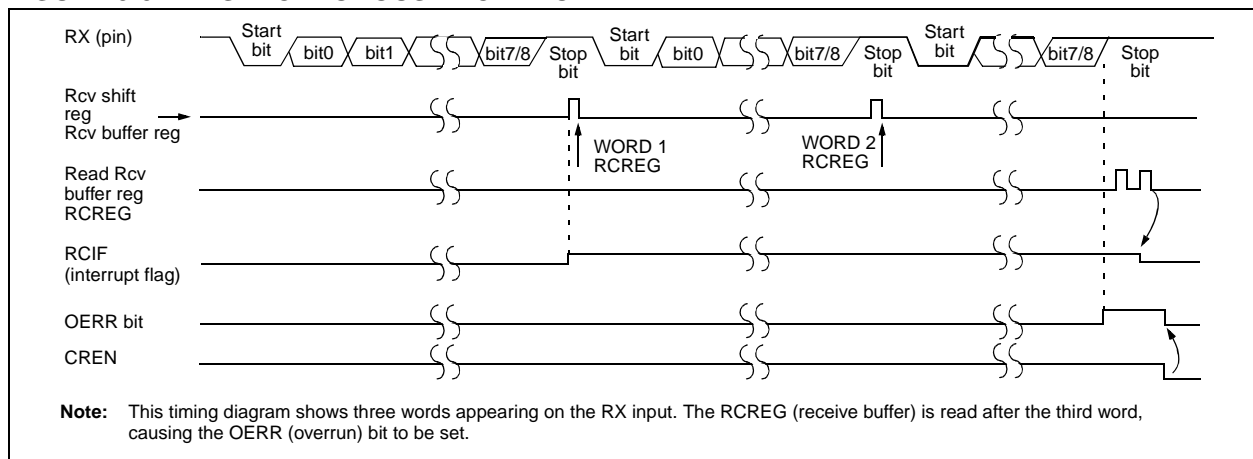 RX (pin)
Start
bit
bit0
bit1
bit7/8
Stop
bit
Start
bit
bit0
bit7/8
Stop
bit
Start
bit
bit7/8
Stop
bit
Rcv shift
reg
Rcv buffer reg
WORD 1
RCREG
WORD 2
RCREG
Read Rcv
buffer reg
RCREG
RCIF
(interrupt flag)
OERR bit
CREN
Note: This timing diagram shows three words appearing on the RX input. The RCREG (receive buffer) is read after the third word,
causing the OERR (overrun) bit to be set.